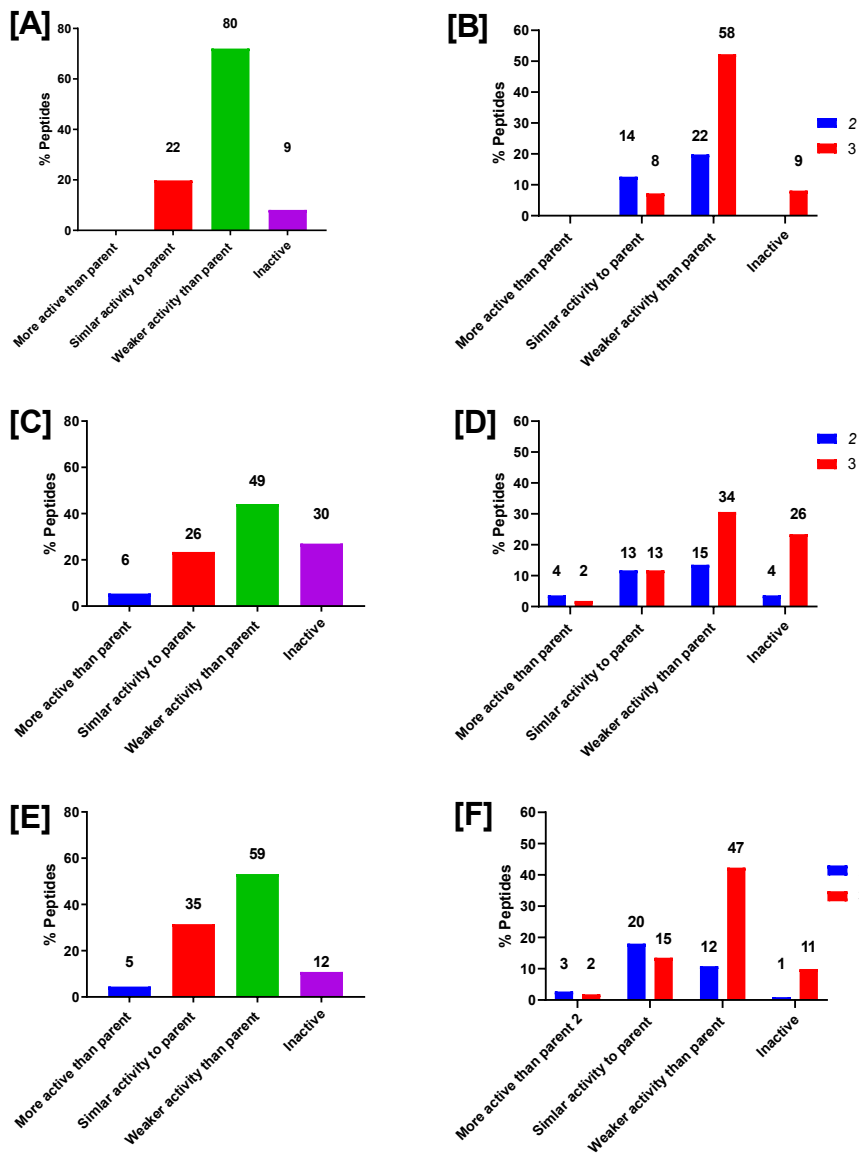 [A]
% Peptides
80
60
40
20
0
22
80
9
More active than parent
Simlar activity to parent
Weaker activity than parent
Inactive
[B]
% Peptides
60
50
40
30
20
10
0
14
8
22
58
9
2
3
More active than parent
Simlar activity to parent
Weaker activity than parent
Inactive
[C]
% Peptides
80
60
40
20
0
6
26
49
30
More active than parent
Simlar activity to parent
Weaker activity than parent
Inactive
[D]
% Peptides
60
50
40
30
20
10
0
4
2
13
13
15
34
4
26
2
3
More active than parent
Simlar activity to parent
Weaker activity than parent
Inactive
[E]
% Peptides
80
60
40
20
0
5
35
59
12
More active than parent
Simlar activity to parent
Weaker activity than parent
Inactive
[F]
% Peptides
60
50
40
30
20
10
0
3
2
20
15
12
47
1
11
More active than parent 2
Simlar activity to parent
Weaker activity than parent
Inactive